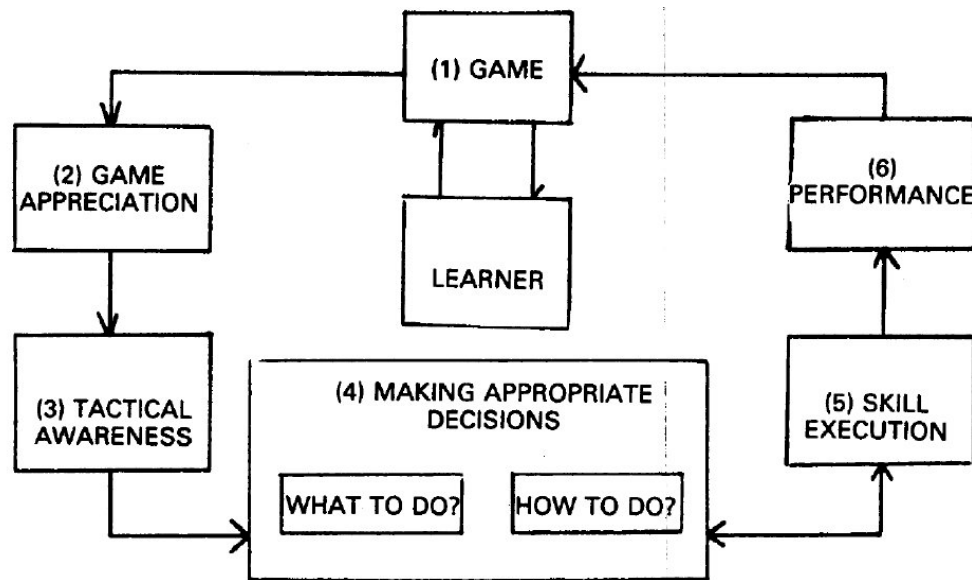 (1) GAME
(2) GAME
APPRECIATION
(6)
PERFORMANCE
LEARNER
(3) TACTICAL
AWARENESS
(4) MAKING APPROPRIATE
DECISIONS
WHAT TO DO?
HOW TO DO?
(5) SKILL
EXECUTION